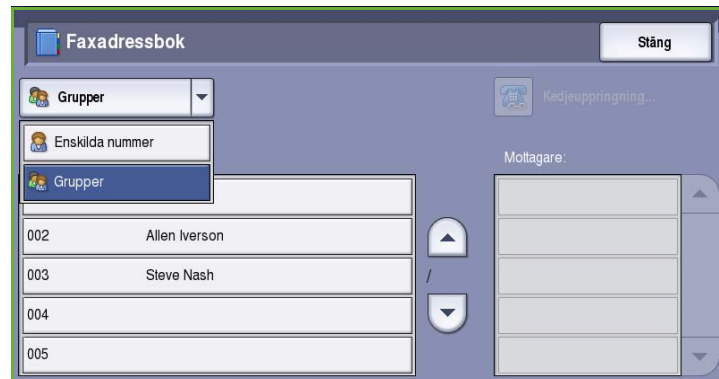 Faxadressbok
Stäng
Grupper
Kedjeuppringning...
Enskilda nummer
Grupper
Mottagare:
002 Allen Iverson
003 Steve Nash
/
004
005